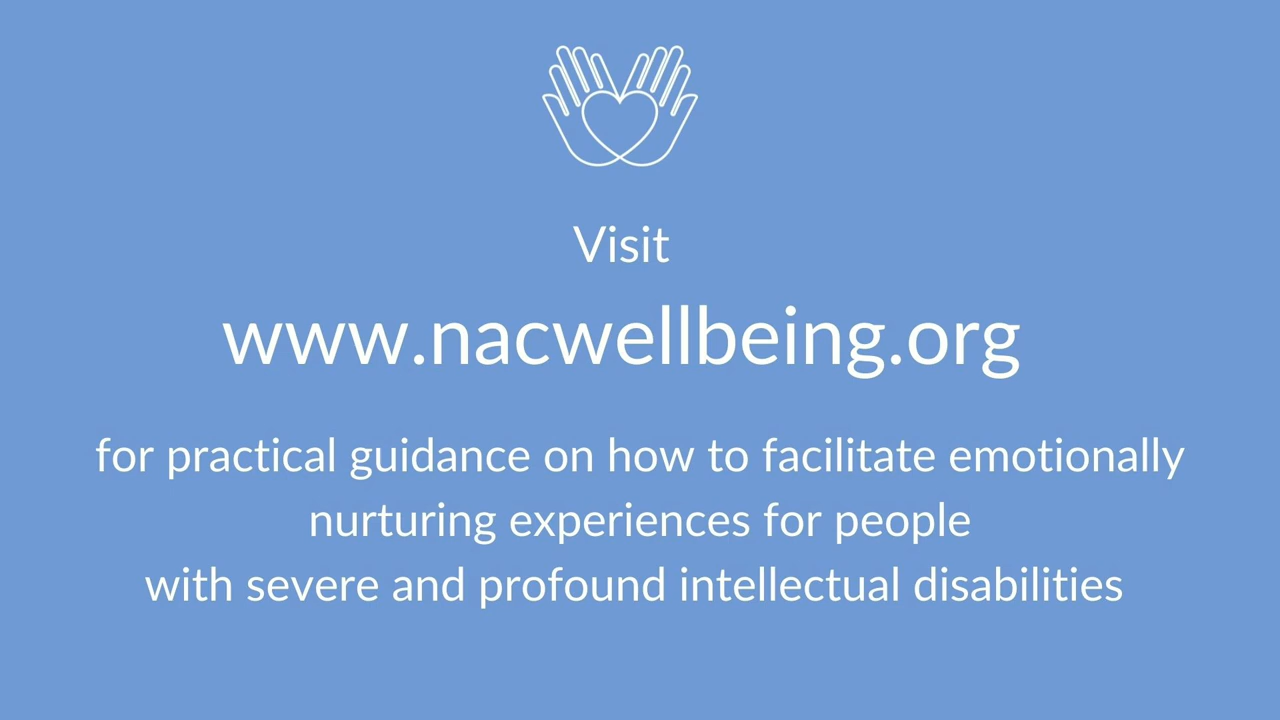 Visit
www.nacwellbeing.org
for practical guidance on how to facilitate emotionally
nurturing experiences for people
with severe and profound intellectual disabilities